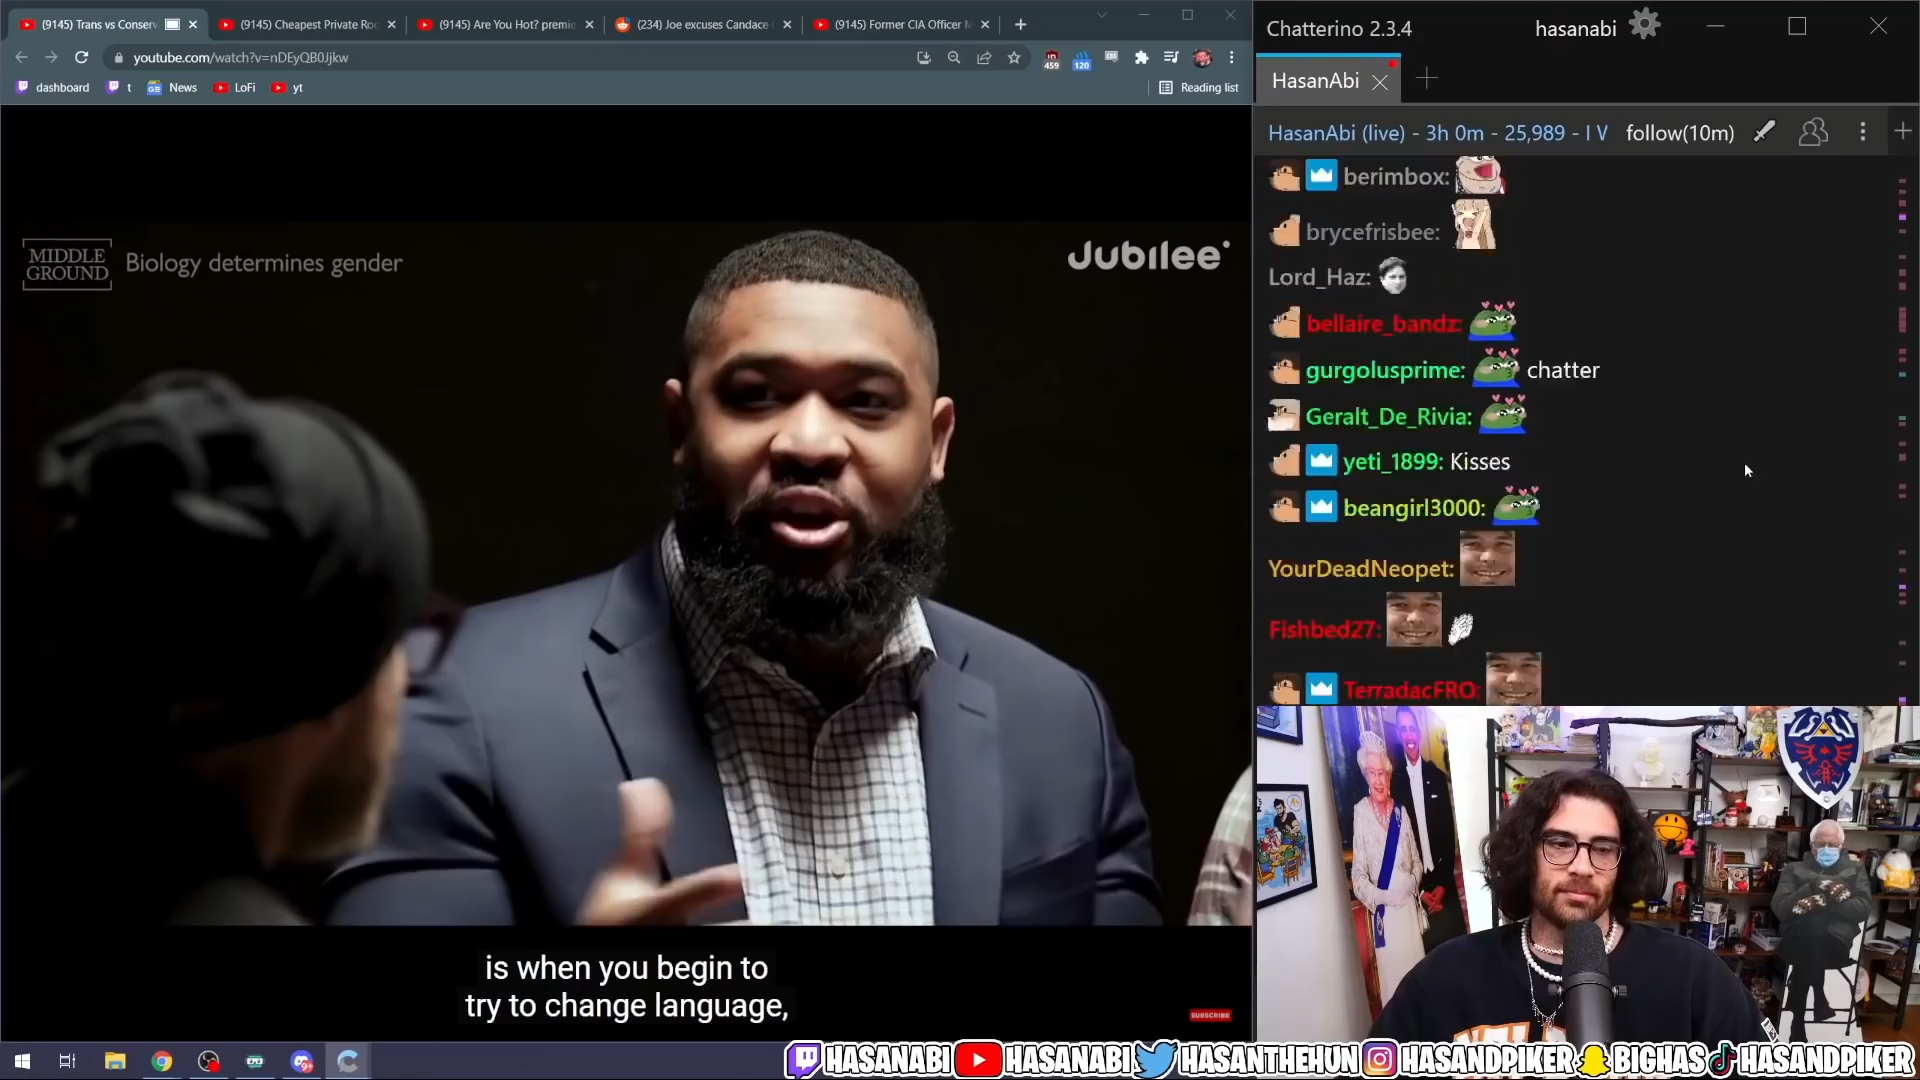 (9145) Trans vs Conserv
(9145) Cheapest Private Roo
(9145) Are You Hot? premie
(234) Joe excuses Candace
(9145) Former CIA Officer
youtube.com/watch?v=nDEyQB0Jjkw
459
120
dashboard
t
News
LoFi
yt
Reading list
MIDDLE GROUND
Biology determines gender
Jubilee
is when you begin to
try to change language,
SUBSCRIBE
Chatterino 2.3.4
hasanabi
HasanAbi
HasanAbi (live) - 3h 0m - 25,989 - I V
follow(10m)
berimbox:
brycefrisbee:
Lord_Haz:
bellaire_bandz:
gurgolusprime: chatter
Geralt_De_Rivia:
yeti_1899: Kisses
beangirl3000:
YourDeadNeopet:
Fishbed27:
TerradacFRO:
HASANABI
HASANABI
HASANTHEHUN
HASANDPIKER
BIGHAS
HASANDPIKER